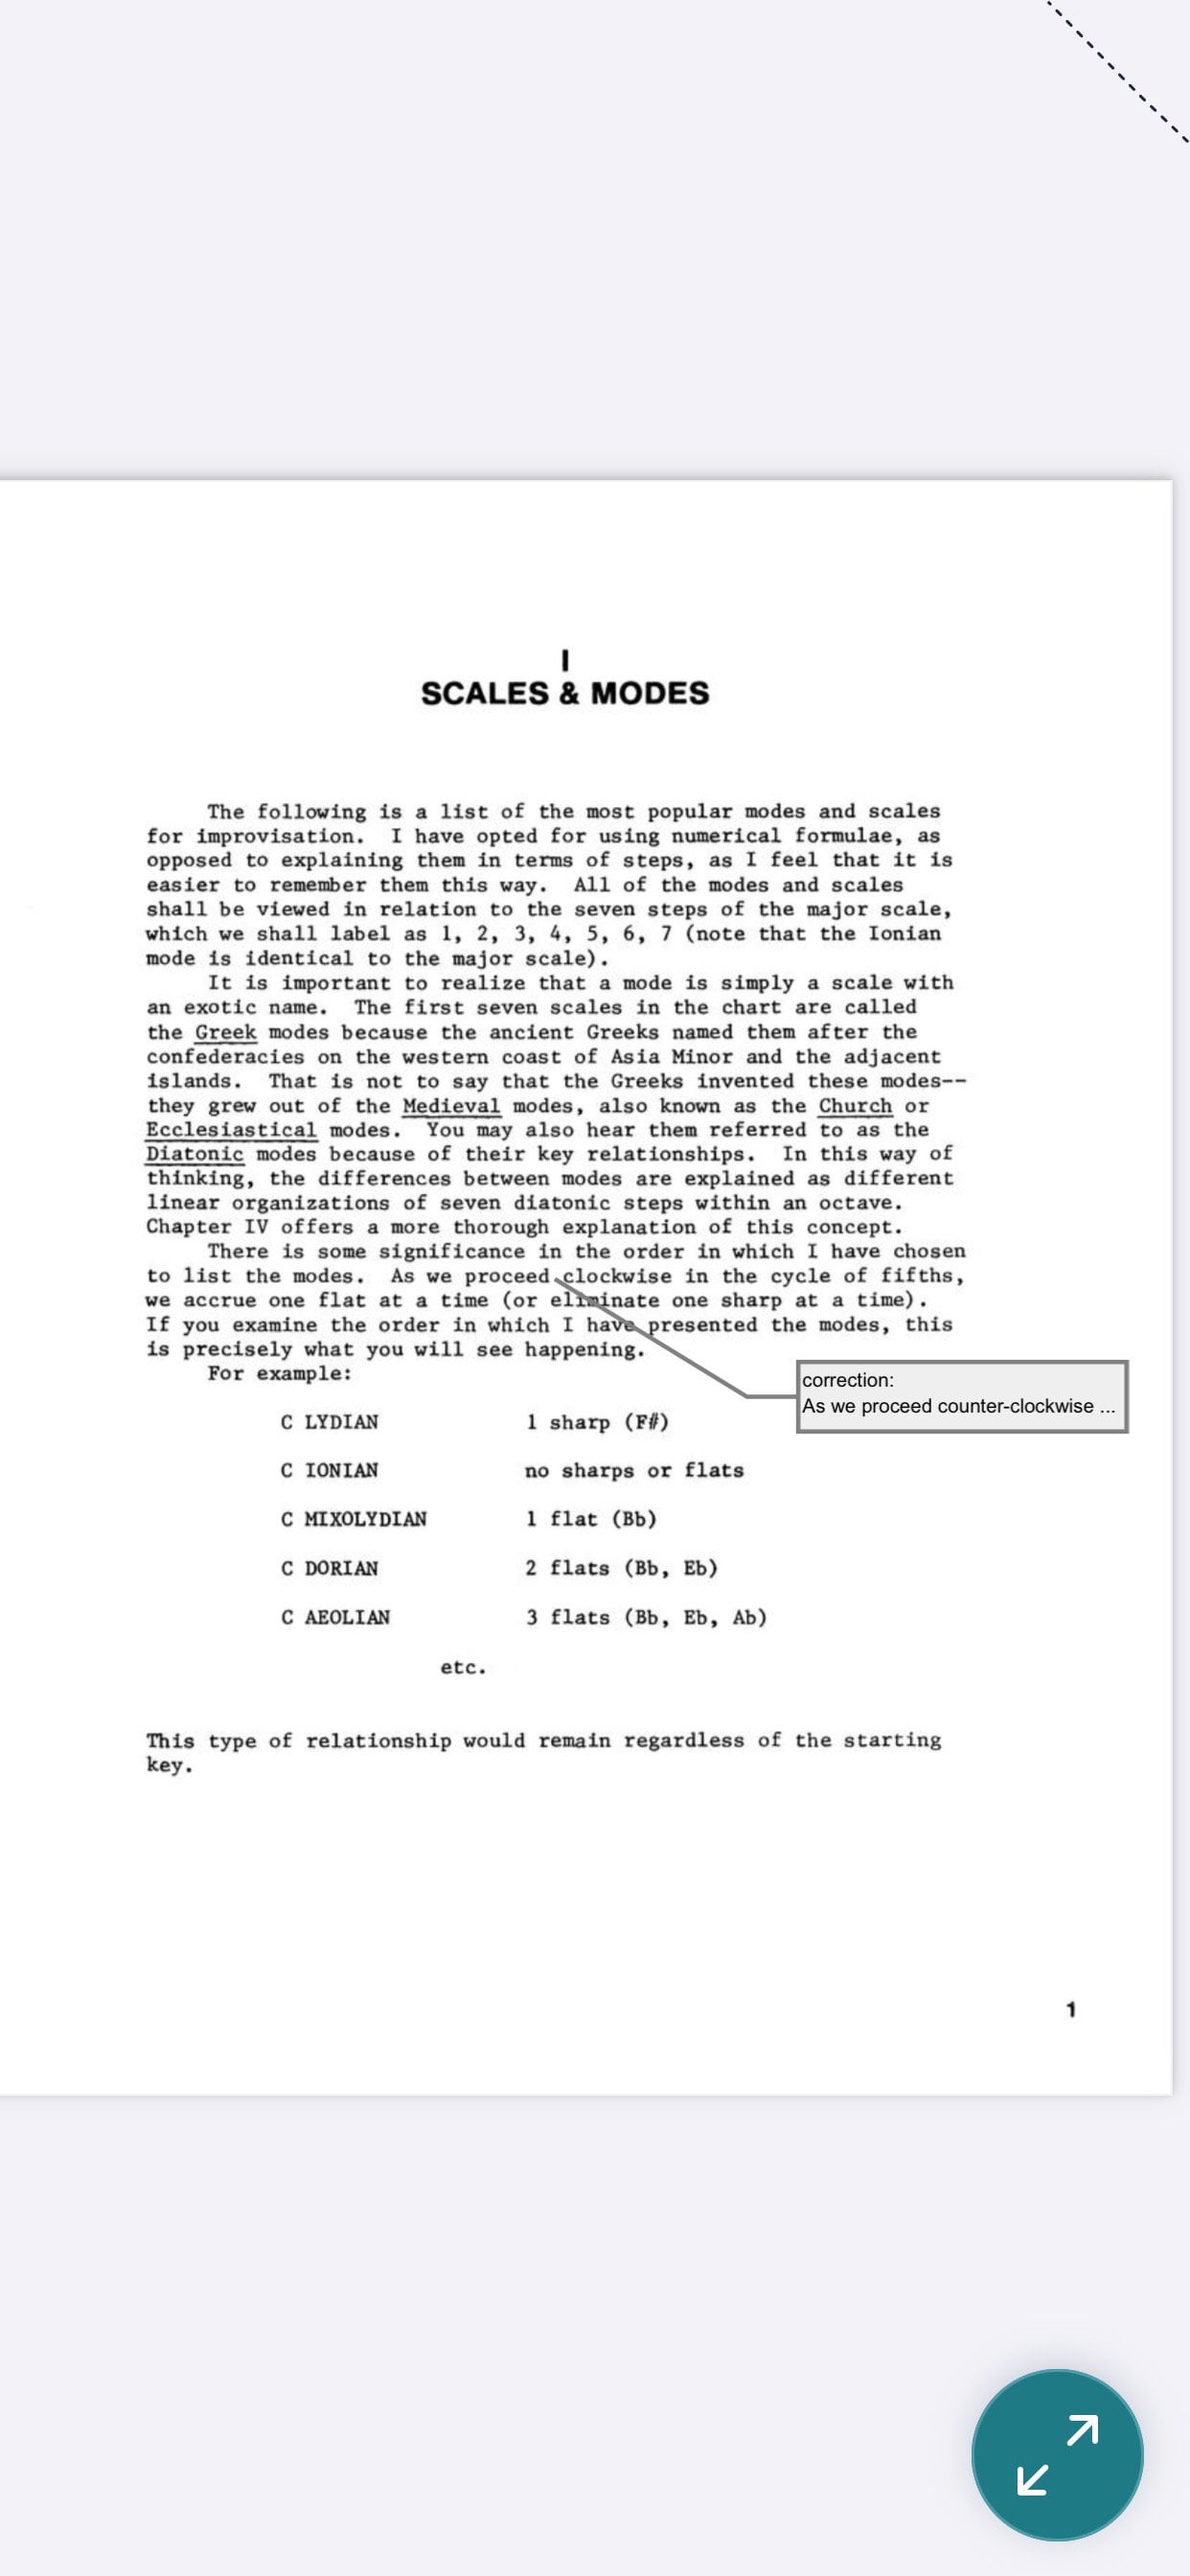 I
SCALES & MODES
The following is a list of the most popular modes and scales
for improvisation. I have opted for using numerical formulae, as
opposed to explaining them in terms of steps, as I feel that it is
easier to remember them this way. All of the modes and scales
shall be viewed in relation to the seven steps of the major scale,
which we shall label as 1, 2, 3, 4, 5, 6, 7 (note that the Ionian
mode is identical to the major scale).
It is important to realize that a mode is simply a scale with
an exotic name. The first seven scales in the chart are called
the Greek modes because the ancient Greeks named them after the
confederacies on the western coast of Asia Minor and the adjacent
islands. That is not to say that the Greeks invented these modes--
they grew out of the Medieval modes, also known as the Church or
Ecclesiastical modes. You may also hear them referred to as the
Diatonic modes because of their key relationships. In this way of
thinking, the differences between modes are explained as different
linear organizations of seven diatonic steps within an octave.
Chapter IV offers a more thorough explanation of this concept.
There is some significance in the order in which I have chosen
to list the modes. As we proceed clockwise in the cycle of fifths,
we accrue one flat at a time (or eliminate one sharp at a time).
If you examine the order in which I have presented the modes, this
is precisely what you will see happening.
For example:
correction:
As we proceed counter-clockwise ...
C LYDIAN 1 sharp (F#)
C IONIAN no sharps or flats
C MIXOLYDIAN 1 flat (Bb)
C DORIAN 2 flats (Bb, Eb)
C AEOLIAN 3 flats (Bb, Eb, Ab)
etc.
This type of relationship would remain regardless of the starting
key.
1